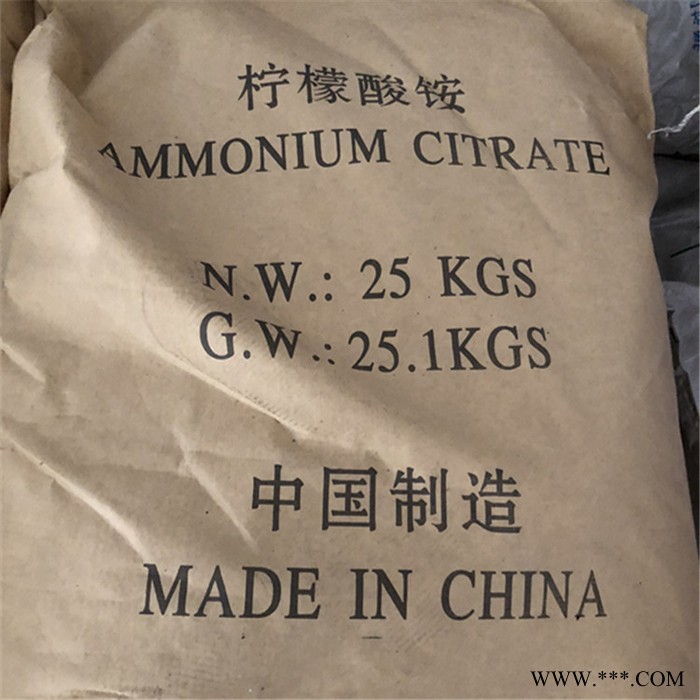 柠檬酸铵
AMMONIUM CITRATE
N.W.: 25 KGS
G.W.: 25.1KGS
中国制造
MADE IN CHINA
WWW.***.COM